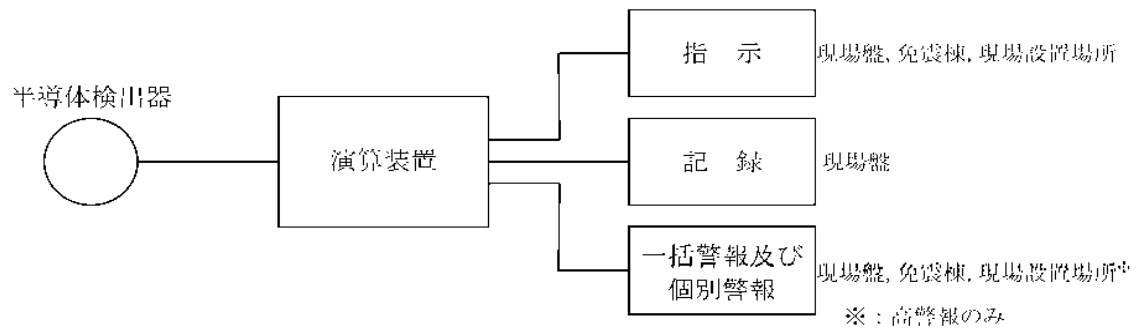 指　示
現場盤, 免震棟, 現場設置場所
半導体検出器
演算装置
記　録
現場盤
一括警報及び
個別警報
現場盤, 免震棟, 現場設置場所※
※：高警報のみ